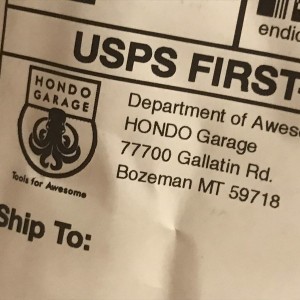 endic
USPS FIRST-
HONDO
GARAGE
Tools for Awesome
Department of Aweso
HONDO Garage
77700 Gallatin Rd.
Bozeman MT 59718
Ship To: